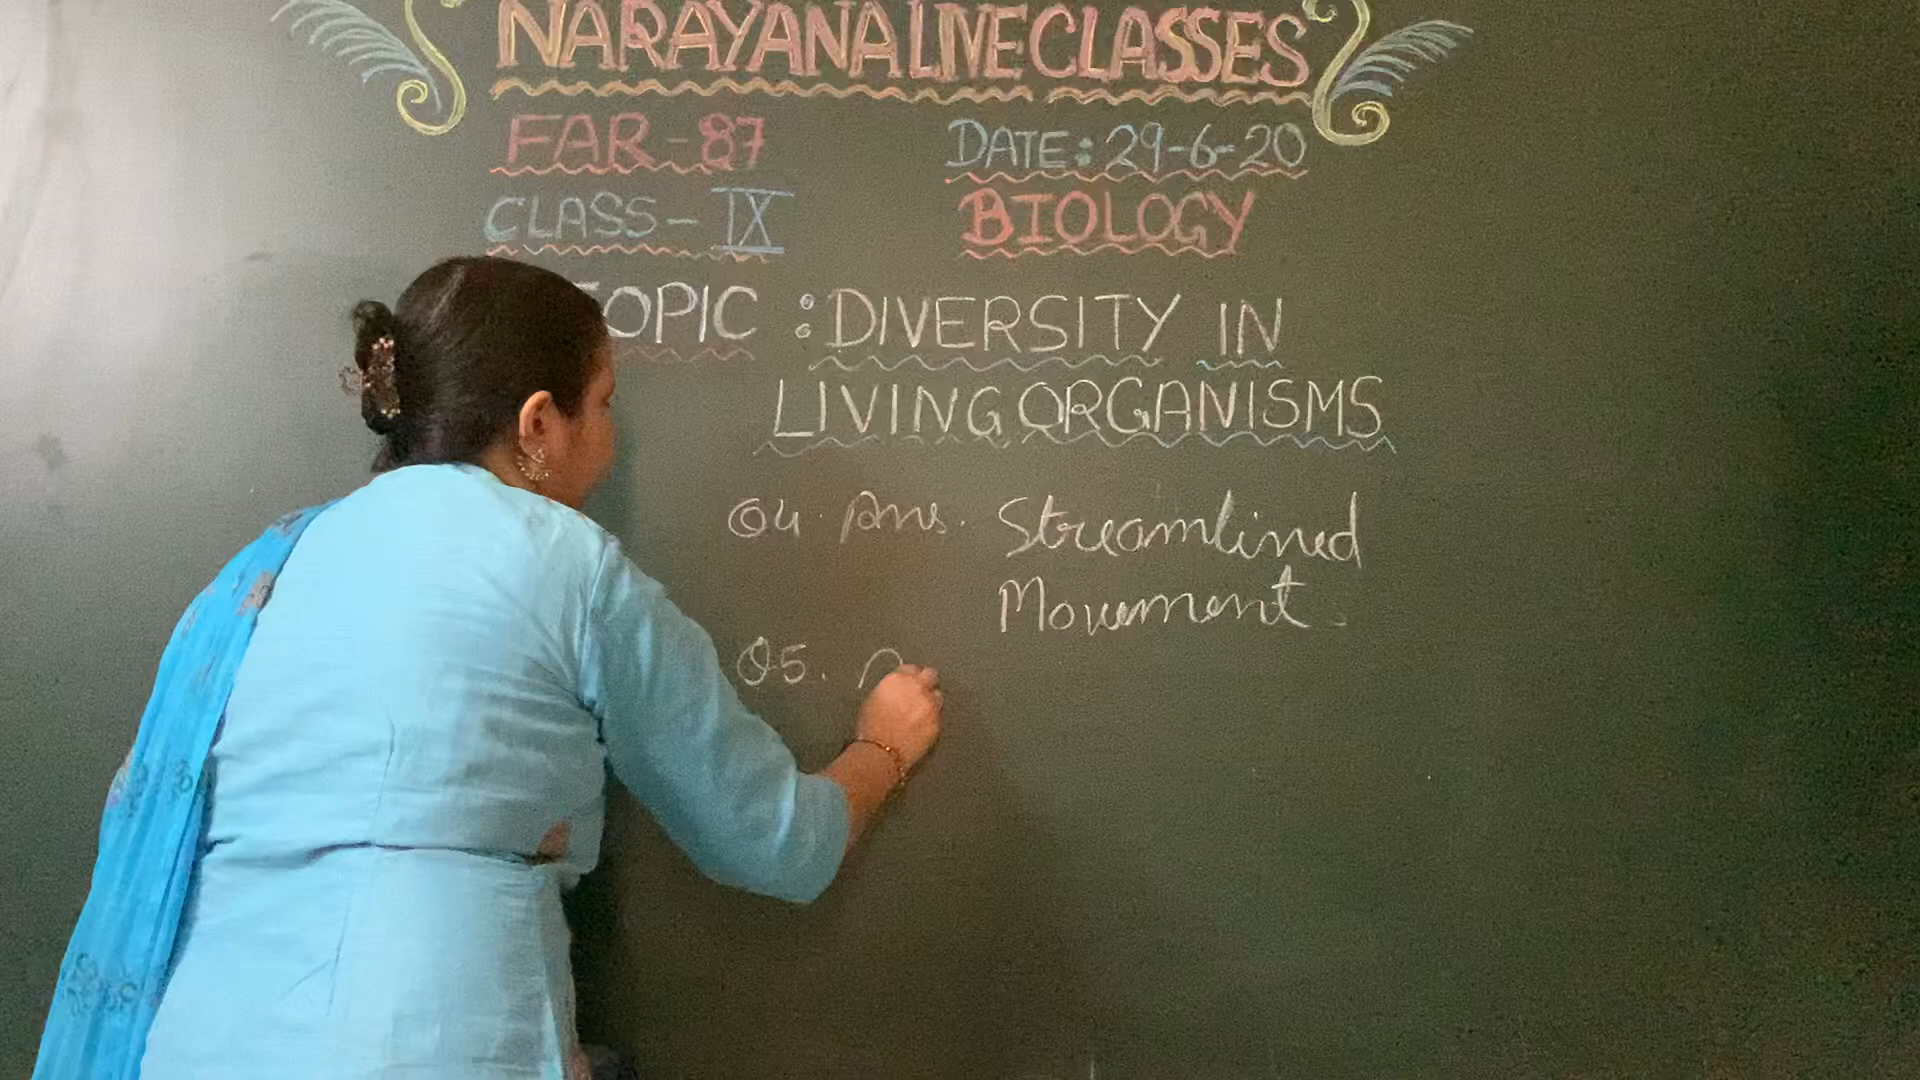 NARAYANA LIVE CLASSES
FAR-87 DATE: 29-6-20
CLASS-IX BIOLOGY
TOPIC : DIVERSITY IN
LIVING ORGANISMS
Q4. Ans. Streamlined
Movement.
Q5.